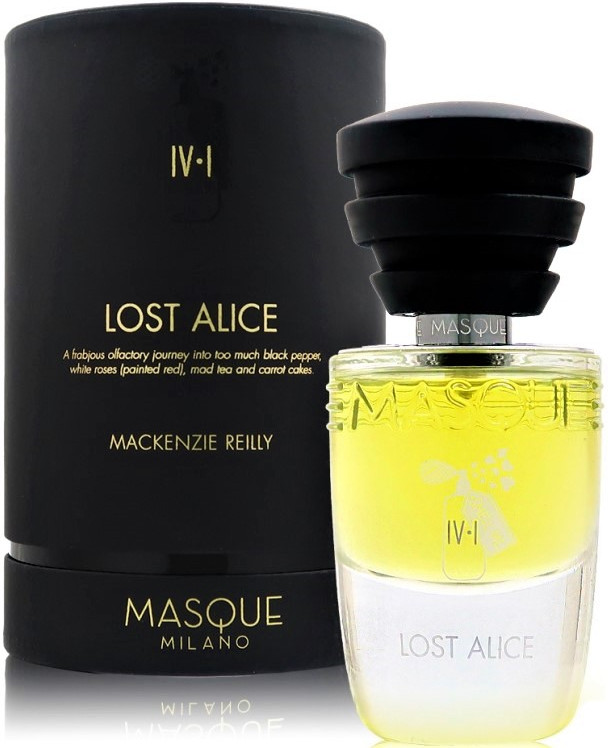 IV·I
LOST ALICE
A frabjous olfactory journey into too much black pepper,
white roses (painted red), mad tea and carrot cakes.
MACKENZIE REILLY
MASQUE
MILANO
E MASQUE
MASQUE
IV·I
LOST ALICE